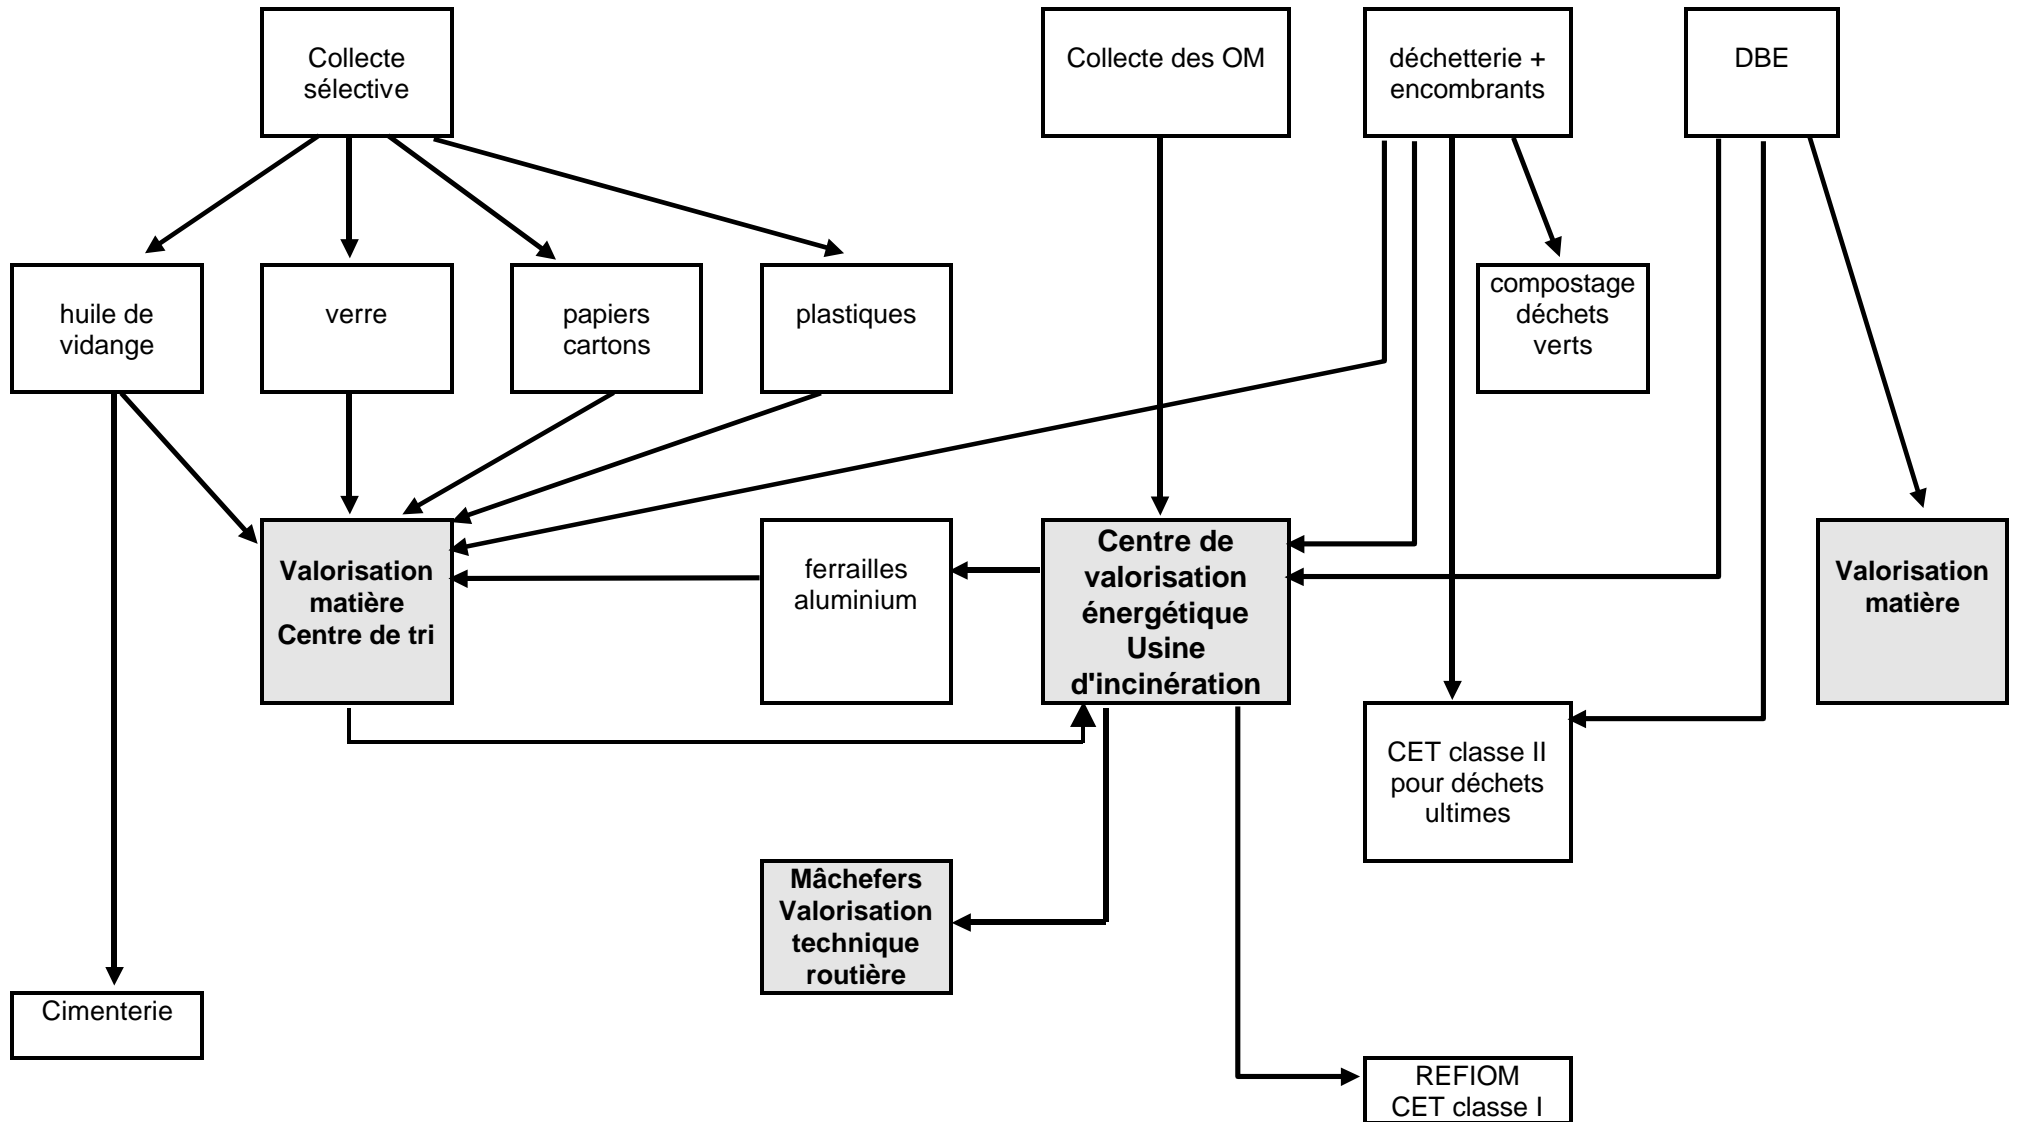 Collecte
sélective
Collecte des OM
déchetterie +
encombrants
DBE
huile de
vidange
verre
papiers
cartons
plastiques
compostage
déchets
verts
Valorisation
matière
Centre de tri
ferrailles
aluminium
Centre de
valorisation
énergétique
Usine
d'incinération
Valorisation
matière
CET classe II
pour déchets
ultimes
Mâchefers
Valorisation
technique
routière
Cimenterie
REFIOM
CET classe I